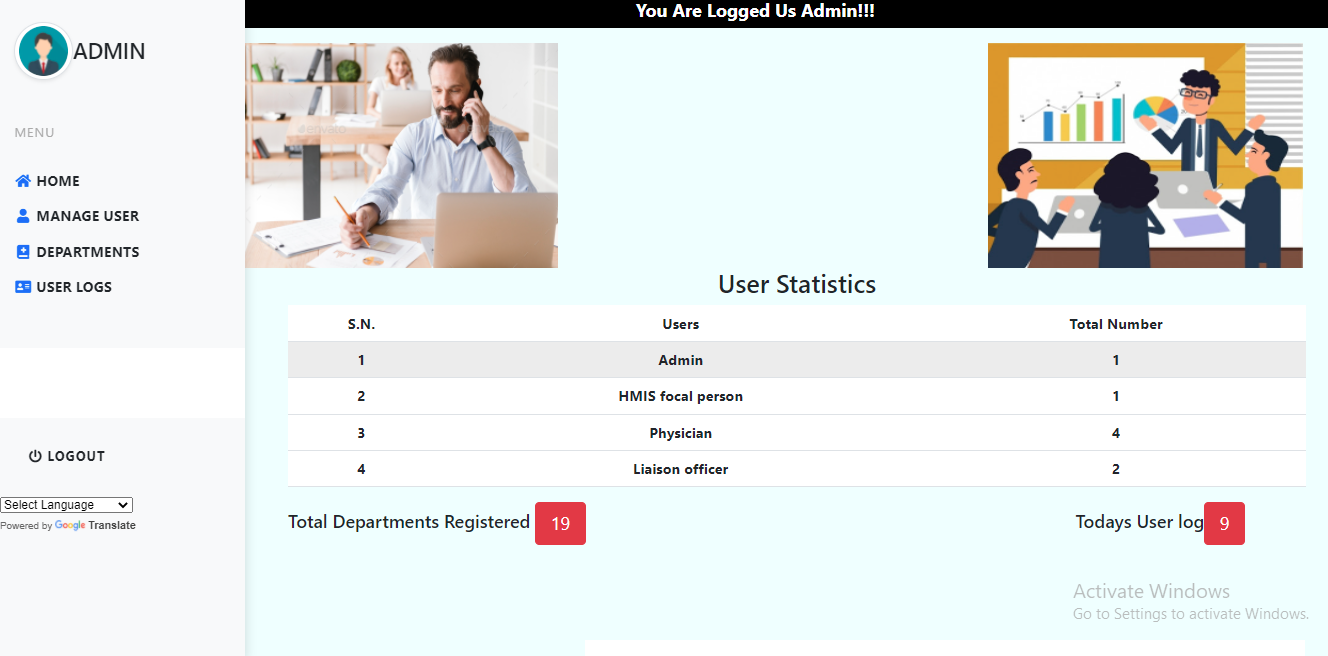 You Are Logged Us Admin!!!
ADMIN
MENU
HOME
MANAGE USER
DEPARTMENTS
USER LOGS
LOGOUT
Select Language
Powered by Google Translate
envato
User Statistics
S.N. Users Total Number
1 Admin 1
2 HMIS focal person 1
3 Physician 4
4 Liaison officer 2
Total Departments Registered 19
Todays User log 9
Activate Windows
Go to Settings to activate Windows.